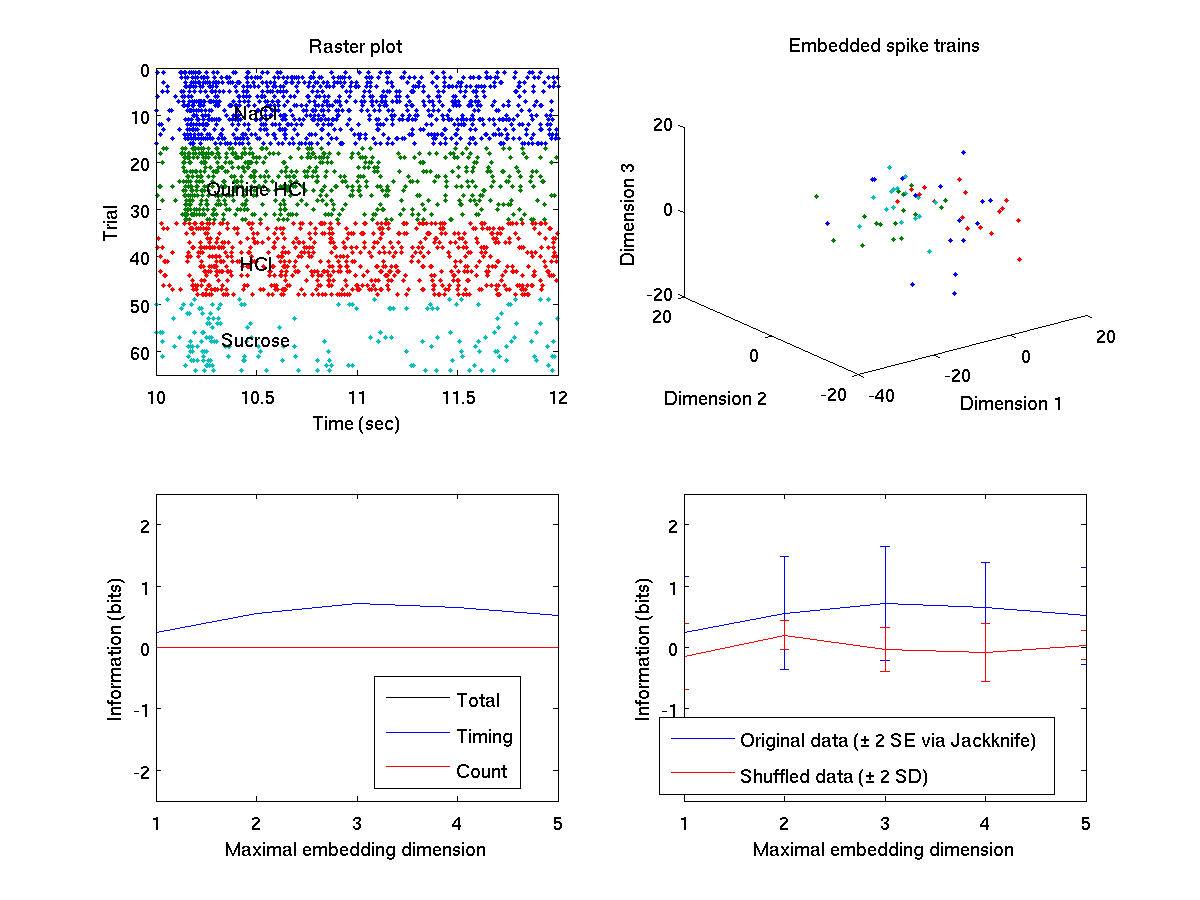 Raster plot
0
10
20
30
40
50
60
Trial
NaCl
Quinine HCl
HCl
Sucrose
10
10.5
11
11.5
12
Time (sec)
Embedded spike trains
20
0
-20
Dimension 3
20
0
-20
Dimension 2
-40
-20
0
20
Dimension 1
2
1
0
-1
-2
Information (bits)
Total
Timing
Count
1
2
3
4
5
Maximal embedding dimension
2
1
0
-1
Information (bits)
Original data (± 2 SE via Jackknife)
Shuffled data (± 2 SD)
1
2
3
4
5
Maximal embedding dimension